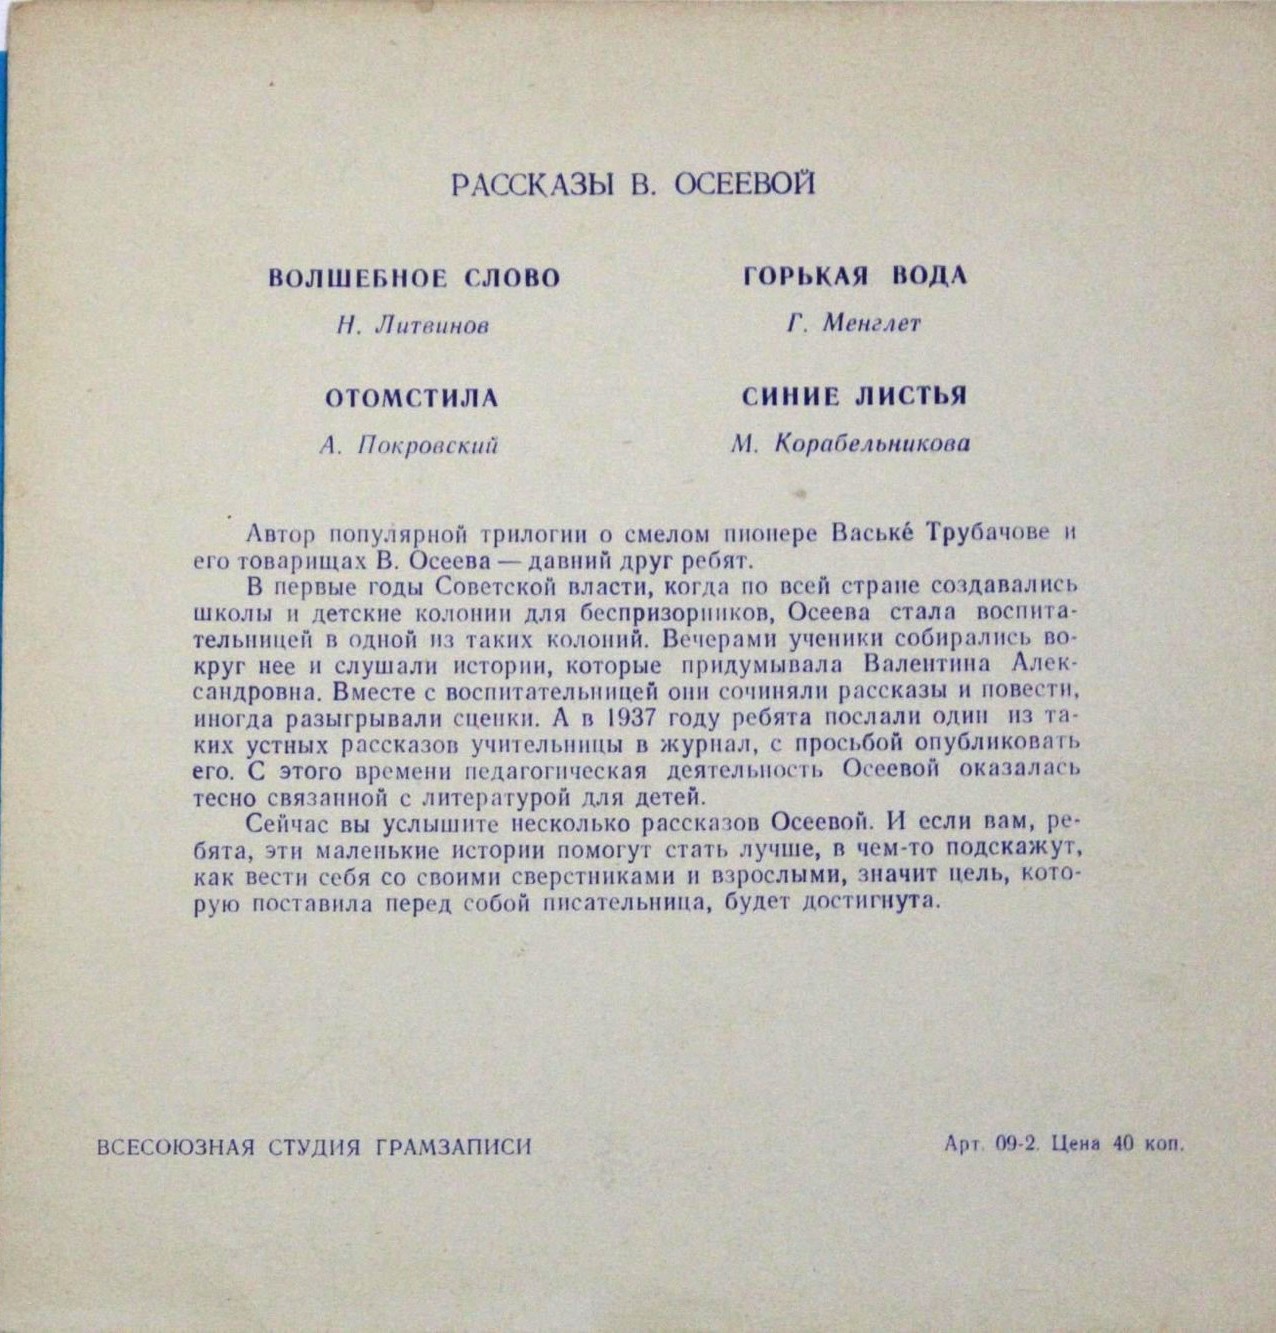 РАССКАЗЫ В. ОСЕЕВОЙ
ВОЛШЕБНОЕ СЛОВО
Н. Литвинов
ГОРЬКАЯ ВОДА
Г. Менглет
ОТОМСТИЛА
А. Покровский
СИНИЕ ЛИСТЬЯ
М. Корабельникова
Автор популярной трилогии о смелом пионере Ваське́ Трубачове и
его товарищах В. Осеева — давний друг ребят.
В первые годы Советской власти, когда по всей стране создавались
школы и детские колонии для беспризорников, Осеева стала воспита-
тельницей в одной из таких колоний. Вечерами ученики собирались во-
круг нее и слушали истории, которые придумывала Валентина Алек-
сандровна. Вместе с воспитательницей они сочиняли рассказы и повести,
иногда разыгрывали сценки. А в 1937 году ребята послали один из та-
ких устных рассказов учительницы в журнал, с просьбой опубликовать
его. С этого времени педагогическая деятельность Осеевой оказалась
тесно связанной с литературой для детей.
Сейчас вы услышите несколько рассказов Осеевой. И если вам, ре-
бята, эти маленькие истории помогут стать лучше, в чем-то подскажут,
как вести себя со своими сверстниками и взрослыми, значит цель, кото-
рую поставила перед собой писательница, будет достигнута.
ВСЕСОЮЗНАЯ СТУДИЯ ГРАМЗАПИСИ
Арт. 09-2. Цена 40 коп.